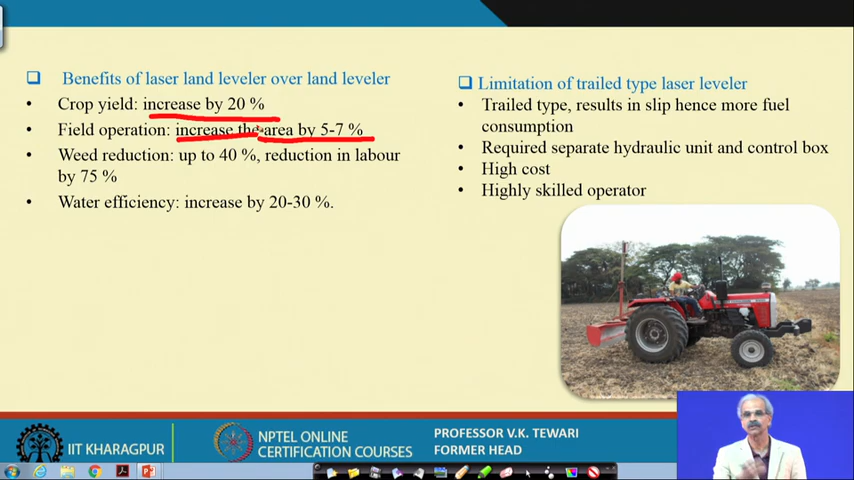 Benefits of laser land leveler over land leveler
• Crop yield: increase by 20 %
• Field operation: increase the area by 5-7 %
• Weed reduction: up to 40 %, reduction in labour
by 75 %
• Water efficiency: increase by 20-30 %.
Limitation of trailed type laser leveler
• Trailed type, results in slip hence more fuel
consumption
• Required separate hydraulic unit and control box
• High cost
• Highly skilled operator
IIT KHARAGPUR
NPTEL ONLINE
CERTIFICATION COURSES
PROFESSOR V.K. TEWARI
FORMER HEAD